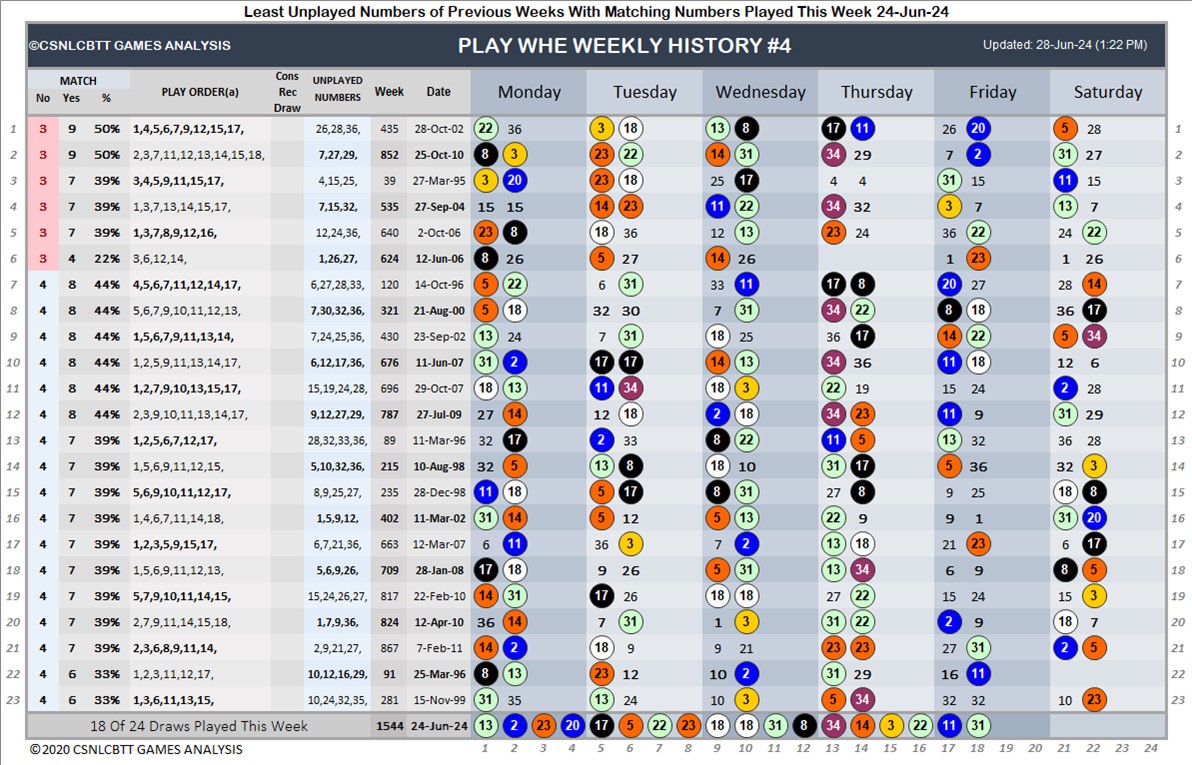 Least Unplayed Numbers of Previous Weeks With Matching Numbers Played This Week 24-Jun-24
©CSNLCBTT GAMES ANALYSIS PLAY WHE WEEKLY HISTORY #4 Updated: 28-Jun-24 (1:22 PM)
MATCH
No Yes % PLAY ORDER(a) Cons Rec Draw UNPLAYED NUMBERS Week Date Monday Tuesday Wednesday Thursday Friday Saturday
1 3 9 50% 1,4,5,6,7,9,12,15,17, 26,28,36, 435 28-Oct-02 22 36 3 18 13 8 17 11 26 20 5 28 1
2 3 9 50% 2,3,7,11,12,13,14,15,18, 7,27,29, 852 25-Oct-10 8 3 23 22 14 31 34 29 7 2 31 27 2
3 3 7 39% 3,4,5,9,11,15,17, 4,15,25, 39 27-Mar-95 3 20 23 18 25 17 4 4 31 15 11 15 3
4 3 7 39% 1,3,7,13,14,15,17, 7,15,32, 535 27-Sep-04 15 15 14 23 11 22 34 32 3 7 13 7 4
5 3 7 39% 1,3,7,8,9,12,16, 12,24,36, 640 2-Oct-06 23 8 18 36 12 13 23 24 36 22 24 22 5
6 3 4 22% 3,6,12,14, 1,26,27, 624 12-Jun-06 8 26 5 27 14 26 1 23 1 26 6
7 4 8 44% 4,5,6,7,11,12,14,17, 6,27,28,33, 120 14-Oct-96 5 22 6 31 33 11 17 8 20 27 28 14 7
8 4 8 44% 5,6,7,9,10,11,12,13, 7,30,32,36, 321 21-Aug-00 5 18 32 30 7 31 34 22 8 18 36 17 8
9 4 8 44% 1,5,6,7,9,11,13,14, 7,24,25,36, 430 23-Sep-02 13 24 7 31 18 25 36 17 14 22 5 34 9
10 4 8 44% 1,2,5,9,11,13,14,17, 6,12,17,36, 676 11-Jun-07 31 2 17 17 14 13 34 36 11 18 12 6 10
11 4 8 44% 1,2,7,9,10,13,15,17, 15,19,24,28, 696 29-Oct-07 18 13 11 34 18 3 22 19 15 24 2 28 11
12 4 8 44% 2,3,9,10,11,13,14,17, 9,12,27,29, 787 27-Jul-09 27 14 12 18 2 18 34 23 11 9 31 29 12
13 4 7 39% 1,2,5,6,7,12,17, 28,32,33,36, 89 11-Mar-96 32 17 2 33 8 22 11 5 13 32 36 28 13
14 4 7 39% 1,5,6,9,11,12,15, 5,10,32,36, 215 10-Aug-98 32 5 13 8 18 10 31 17 5 36 32 3 14
15 4 7 39% 5,6,9,10,11,12,17, 8,9,25,27, 235 28-Dec-98 11 18 5 17 8 31 27 8 9 25 18 8 15
16 4 7 39% 1,4,6,7,11,14,18, 1,5,9,12, 402 11-Mar-02 31 14 5 12 5 13 22 9 9 1 31 20 16
17 4 7 39% 1,2,3,5,9,15,17, 6,7,21,36, 663 12-Mar-07 6 11 36 3 7 2 13 18 21 23 6 17 17
18 4 7 39% 1,5,6,9,11,12,13, 5,6,9,26, 709 28-Jan-08 17 18 9 26 5 31 13 34 6 9 8 5 18
19 4 7 39% 5,7,9,10,11,14,15, 15,24,26,27, 817 22-Feb-10 14 31 17 26 18 18 27 22 15 24 15 3 19
20 4 7 39% 2,7,9,11,14,15,18, 1,7,9,36, 824 12-Apr-10 36 14 7 31 1 3 31 22 2 9 18 7 20
21 4 7 39% 2,3,6,8,9,11,14, 2,9,21,27, 867 7-Feb-11 14 2 18 9 9 21 23 23 27 31 2 5 21
22 4 6 33% 1,2,3,11,12,17, 10,12,16,29, 91 25-Mar-96 8 13 23 12 10 2 31 29 16 11 22
23 4 6 33% 1,3,6,11,13,15, 10,24,32,35, 281 15-Nov-99 31 35 13 24 10 3 5 34 32 32 10 23 23
18 Of 24 Draws Played This Week 1544 24-Jun-24 13 2 23 20 17 5 22 23 18 18 31 8 34 14 3 22 11 31
© 2020 CSNLCBTT GAMES ANALYSIS 1 2 3 4 5 6 7 8 9 10 11 12 13 14 15 16 17 18 19 20 21 22 23 24